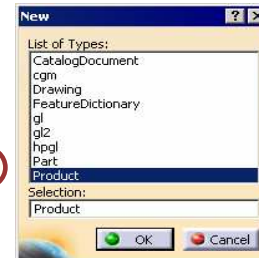 New
List of Types:
CatalogDocument
cgm
Drawing
FeatureDictionary
gl
gl2
hpgl
Part
Product
Selection:
Product
OK Cancel